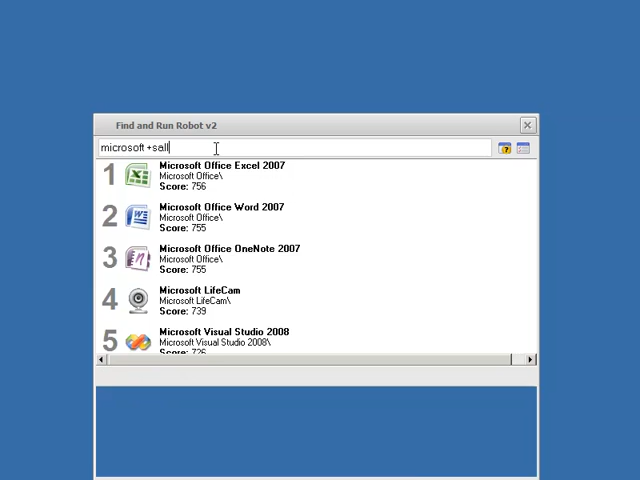 Find and Run Robot v2
microsoft +sall
1
Microsoft Office Excel 2007
Microsoft Office\
Score: 756
2
Microsoft Office Word 2007
Microsoft Office\
Score: 755
3
Microsoft Office OneNote 2007
Microsoft Office\
Score: 755
4
Microsoft LifeCam
Microsoft LifeCam\
Score: 739
5
Microsoft Visual Studio 2008
Microsoft Visual Studio 2008\
Score: 726